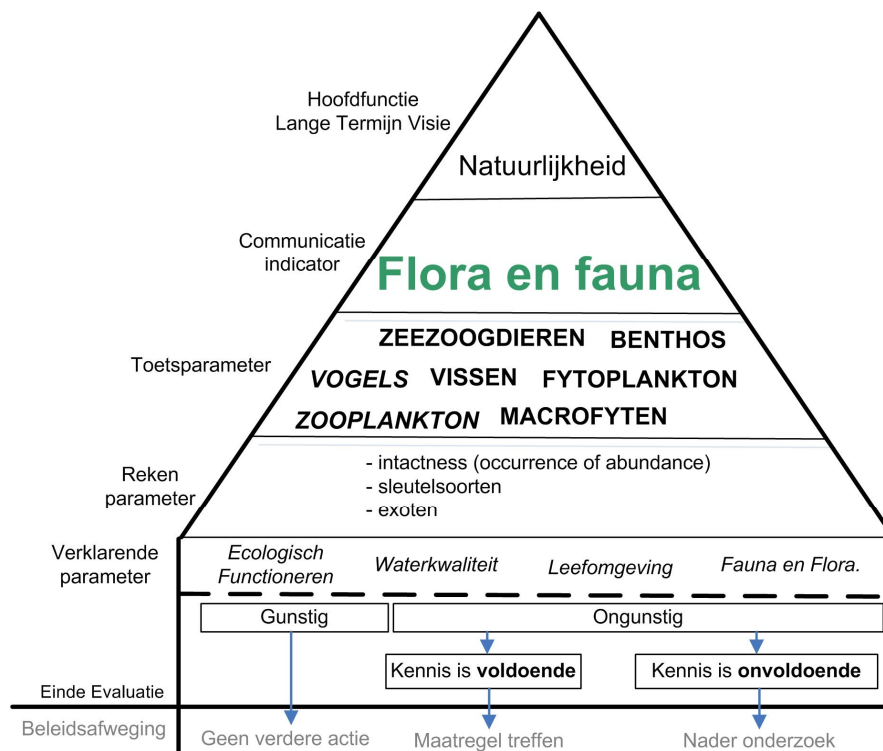 Hoofdfunctie
Lange Termijn Visie
Natuurlijkheid
Communicatie
indicator
Flora en fauna
Toetsparameter
ZEEZOOGDIEREN BENTHOS
VOGELS VISSEN FYTOPLANKTON
ZOOPLANKTON MACROFYTEN
Reken
parameter
- intactness (occurrence of abundance)
- sleutelsoorten
- exoten
Verklarende
parameter
Ecologisch
Functioneren
Waterkwaliteit
Leefomgeving
Fauna en Flora.
Gunstig
Ongunstig
Kennis is voldoende
Kennis is onvoldoende
Einde Evaluatie
Beleidsafweging
Geen verdere actie
Maatregel treffen
Nader onderzoek